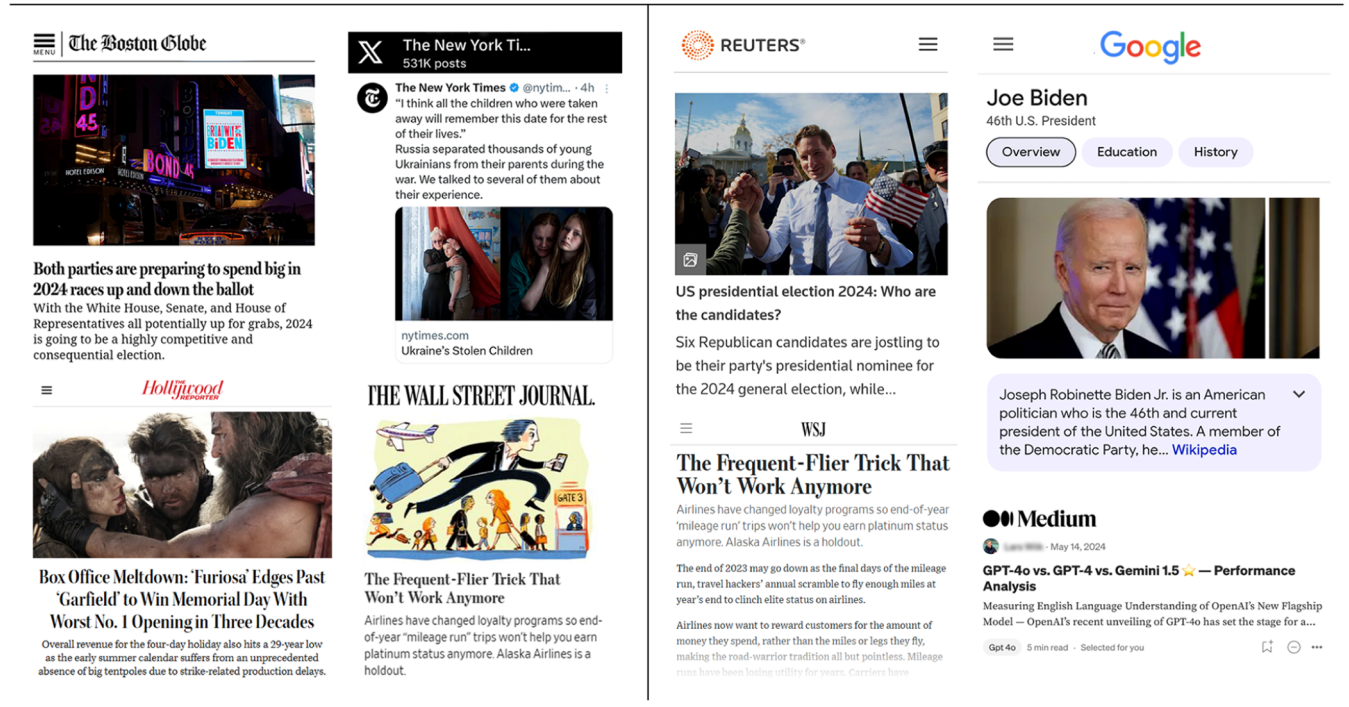 MENU
The Boston Globe
BOND 45
TONIGHT
BROADWAY
BIDEN
HOTEL EDISON
BOND 45
Both parties are preparing to spend big in
2024 races up and down the ballot
With the White House, Senate, and House of
Representatives all potentially up for grabs, 2024
is going to be a highly competitive and
consequential election.
THE
Hollywood
REPORTER
Box Office Meltdown: ‘Furiosa’ Edges Past
‘Garfield’ to Win Memorial Day With
Worst No. 1 Opening in Three Decades
Overall revenue for the four-day holiday also hits a 29-year low
as the early summer calendar suffers from an unprecedented
absence of big tentpoles due to strike-related production delays.
X
The New York Ti...
531K posts
The New York Times @nytim... · 4h
“I think all the children who were taken
away will remember this date for the rest
of their lives.”
Russia separated thousands of young
Ukrainians from their parents during the
war. We talked to several of them about
their experience.
nytimes.com
Ukraine’s Stolen Children
THE WALL STREET JOURNAL.
GATE 3
The Frequent-Flier Trick That
Won’t Work Anymore
Airlines have changed loyalty programs so end-
of-year “mileage run” trips won’t help you earn
platinum status anymore. Alaska Airlines is a
holdout.
REUTERS®
US presidential election 2024: Who are
the candidates?
Six Republican candidates are jostling to
be their party's presidential nominee for
the 2024 general election, while...
WSJ
The Frequent-Flier Trick That
Won’t Work Anymore
Airlines have changed loyalty programs so end-of-year
‘mileage run’ trips won’t help you earn platinum status
anymore. Alaska Airlines is a holdout.
The end of 2023 may go down as the final days of the mileage
run, travel hackers’ annual scramble to fly enough miles at
year’s end to clinch elite status on airlines.
Airlines now want to reward customers for the amount of
money they spend, rather than the miles or legs they fly,
making the road-warrior tradition all but pointless. Mileage
runs have been losing utility for years. Carriers have
Google
Joe Biden
46th U.S. President
Overview
Education
History
Joseph Robinette Biden Jr. is an American
politician who is the 46th and current
president of the United States. A member of
the Democratic Party, he... Wikipedia
Medium
· May 14, 2024
GPT-4o vs. GPT-4 vs. Gemini 1.5 ⭐ — Performance
Analysis
Measuring English Language Understanding of OpenAI’s New Flagship
Model — OpenAI’s recent unveiling of GPT-4o has set the stage for a...
Gpt 4o
5 min read · Selected for you